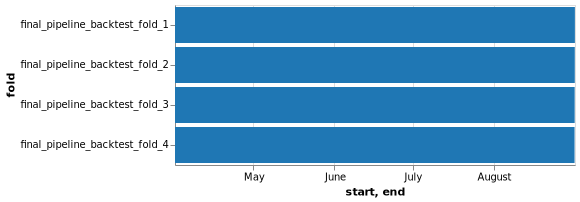 fold
final_pipeline_backtest_fold_1
final_pipeline_backtest_fold_2
final_pipeline_backtest_fold_3
final_pipeline_backtest_fold_4
May June July August
start, end